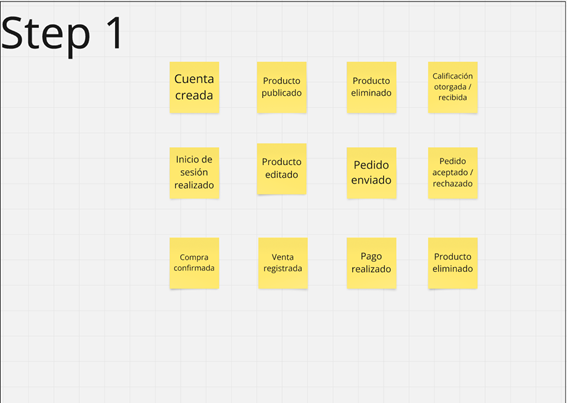 Step 1
Cuenta
creada
Producto
publicado
Producto
eliminado
Calificación
otorgada /
recibida
Inicio de
sesión
realizado
Producto
editado
Pedido
enviado
Pedido
aceptado /
rechazado
Compra
confirmada
Venta
registrada
Pago
realizado
Producto
eliminado